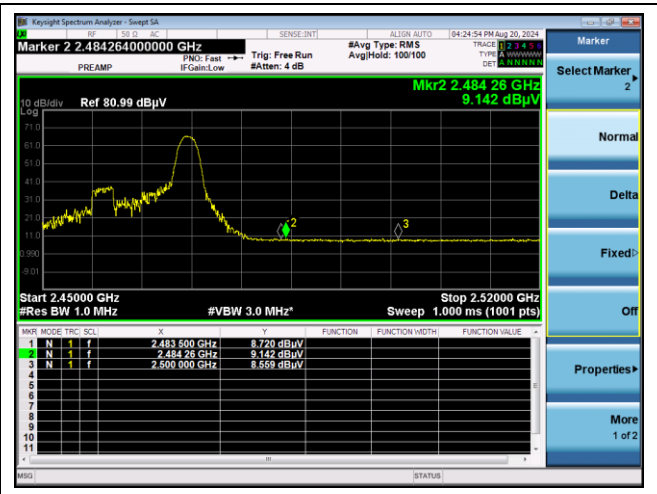 Keysight Spectrum Analyzer - Swept SA
RF 50 Ω AC SENSE:INT ALIGN AUTO 04:24:54 PM Aug 20, 2024
Marker 2 2.484264000000 GHz
PREAMP
PNO: Fast
IFGain:Low
Trig: Free Run
#Atten: 4 dB
#Avg Type: RMS
Avg|Hold: 100/100
TRACE 1 2 3 4 5 6
TYPE A WWWWW
DET A N N N N N
Mkr2 2.484 26 GHz
9.142 dBµV
10 dB/div Ref 80.99 dBµV
Log
71.0
61.0
51.0
41.0
31.0
21.0
11.0
0.990
-9.01
2
3
Start 2.45000 GHz Stop 2.52000 GHz
#Res BW 1.0 MHz #VBW 3.0 MHz* Sweep 1.000 ms (1001 pts)
MKR MODE TRC SCL X Y FUNCTION FUNCTION WIDTH FUNCTION VALUE
1 N 1 f 2.483 500 GHz 8.720 dBµV
2 N 1 f 2.484 26 GHz 9.142 dBµV
3 N 1 f 2.500 000 GHz 8.559 dBµV
4
5
6
7
8
9
10
11
MSG STATUS
Marker
Select Marker
2
Normal
Delta
Fixed
Off
Properties
More
1 of 2